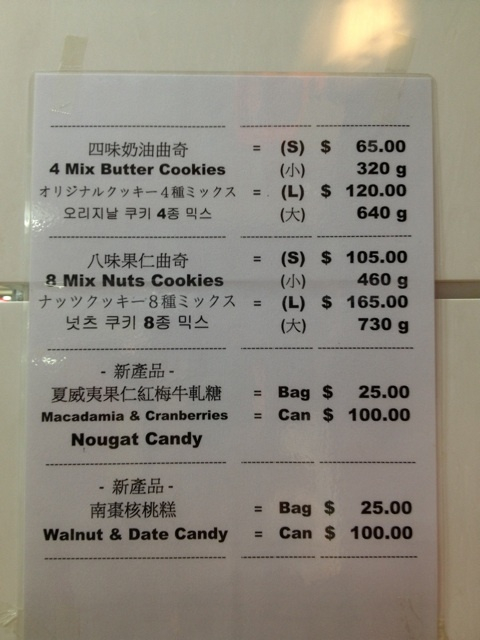 四味奶油曲奇 = (S) $ 65.00
4 Mix Butter Cookies (小) 320 g
オリジナルクッキー4種ミックス = (L) $ 120.00
오리지날 쿠키 4종 믹스 (大) 640 g
八味果仁曲奇 = (S) $ 105.00
8 Mix Nuts Cookies (小) 460 g
ナッツクッキー8種ミックス = (L) $ 165.00
넛츠 쿠키 8종 믹스 (大) 730 g
- 新產品 -
夏威夷果仁紅梅牛軋糖 = Bag $ 25.00
Macadamia & Cranberries = Can $ 100.00
Nougat Candy
- 新產品 -
南棗核桃糕 = Bag $ 25.00
Walnut & Date Candy = Can $ 100.00